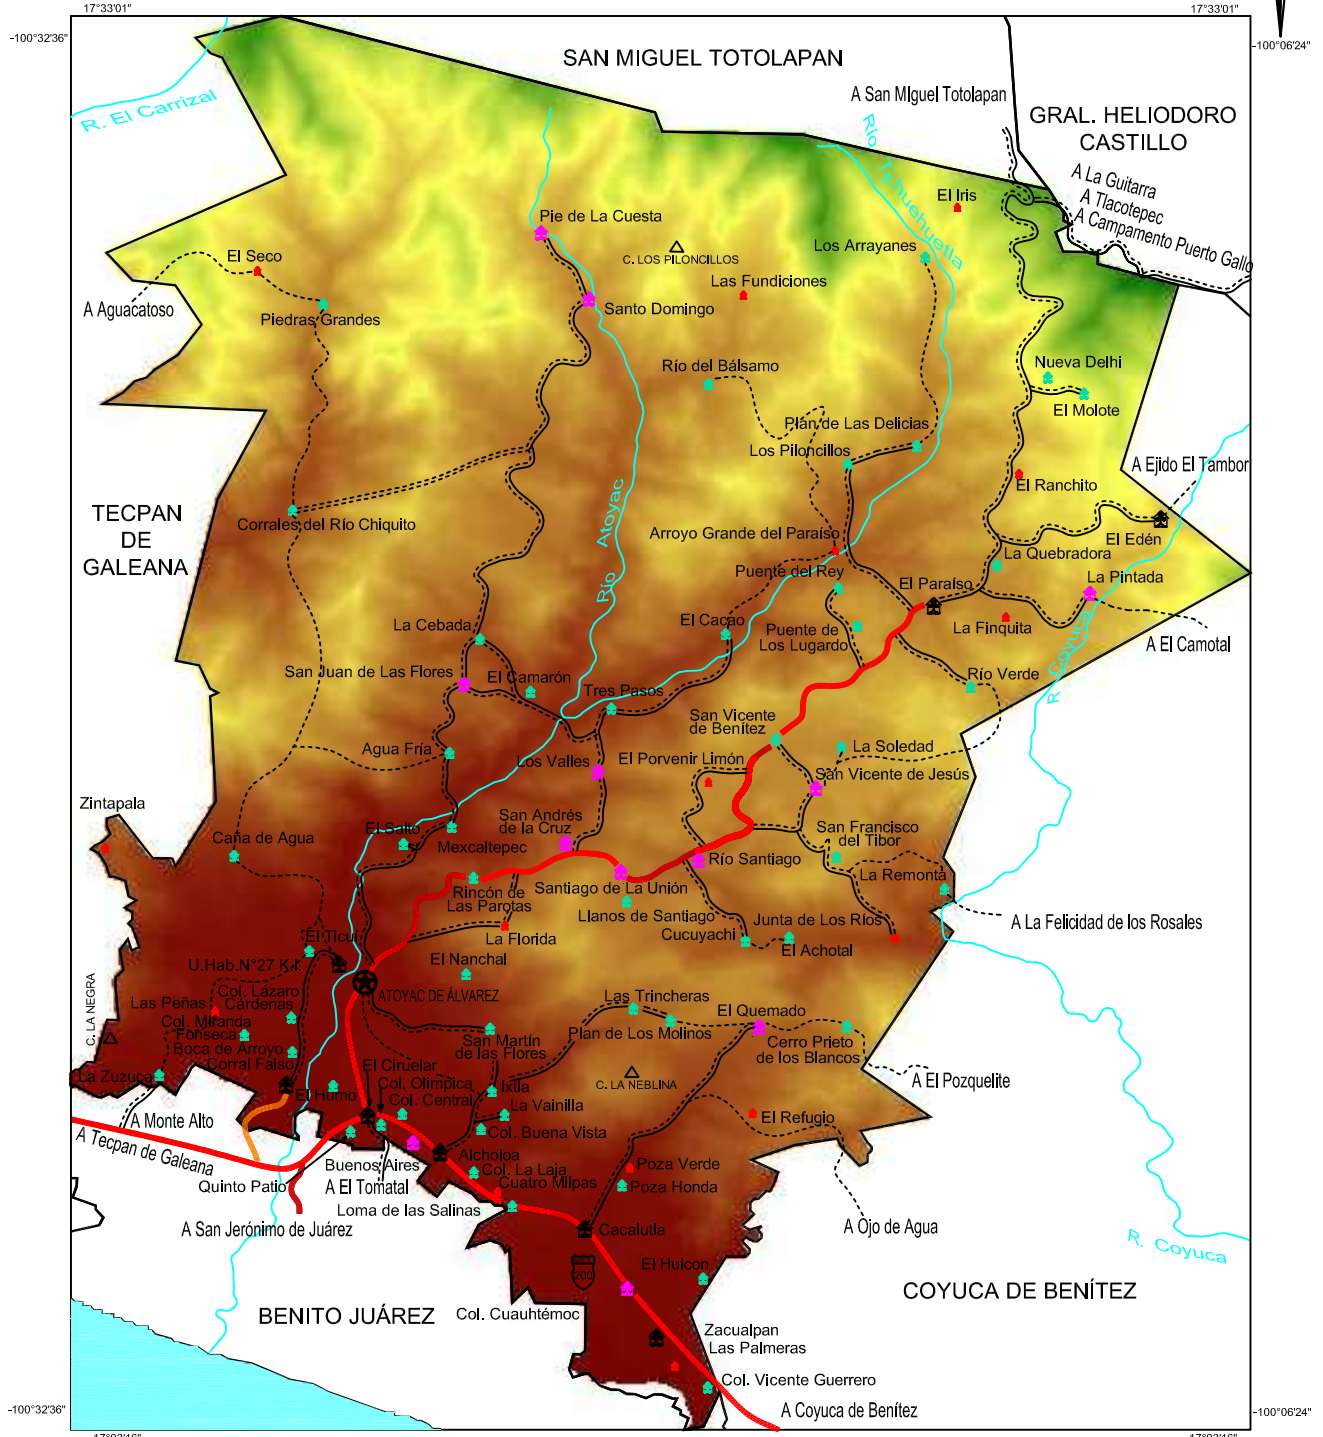 17°33'01"
17°33'01"
-100°32'36"
-100°06'24"
SAN MIGUEL TOTOLAPAN
A San MIguel Totolapan
R. El Carrizal
GRAL. HELIODORO
CASTILLO
A La Guitarra
A Tlacotepec
A Campamento Puerto Gallo
El Iris
Pie de La Cuesta
C. LOS PILONCILLOS
Los Arrayanes
El Seco
Las Fundiciones
A Aguacatoso
Piedras Grandes
Santo Domingo
Río del Bálsamo
Nueva Delhi
El Molote
Plan de Las Delicias
Los Piloncillos
A Ejido El Tambor
El Ranchito
TECPAN
DE
GALEANA
Corrales del Río Chiquito
Río Atoyac
Arroyo Grande del Paraíso
El Edén
La Quebradora
Puente del Rey
El Paraíso
La Pintada
La Cebada
El Cacao
Puente de
Los Lugardo
La Finquita
R. Coyuca
A El Camotal
San Juan de Las Flores
El Camarón
Tres Pasos
Río Verde
San Vicente
de Benítez
Agua Fría
El Porvenir Limón
La Soledad
Los Valles
San Vicente de Jesús
Zintapala
San Andrés
de la Cruz
Caña de Agua
El Salto
Mexcaltepec
San Francisco
del Tibor
Río Santiago
La Remonta
Rincón de
Las Parotas
Santiago de La Unión
Llanos de Santiago
Junta de Los Ríos
A La Felicidad de los Rosales
La Florida
Cucuyachi
El Achotal
El Ticui
El Nanchal
U.Hab.N°27 K.f.
ATOYAC DE ÁLVAREZ
Col. Lázaro
Cárdenas
Las Peñas
C. LA NEGRA
Las Trincheras
El Quemado
Col. Miranda
Fonseca
Plan de Los Molinos
San Martín
de las Flores
Cerro Prieto
de los Blancos
Boca de Arroyo
Corral Falso
El Ciruelar
La Zuzuca
Col. Olímpica
Col. Central
Ixtla
C. LA NEBLINA
A El Pozquelite
El Humo
La Vainilla
El Refugio
A Monte Alto
Col. Buena Vista
A Tecpan de Galeana
Alcholoa
Buenos Aires
Poza Verde
Col. La Laja
Quinto Patio
A El Tomatal
Cuatro Milpas
Poza Honda
Loma de las Salinas
A San Jerónimo de Juárez
Cacalutla
A Ojo de Agua
R. Coyuca
200
El Huicon
COYUCA DE BENÍTEZ
BENITO JUÁREZ
Col. Cuauhtémoc
Zacualpan
Las Palmeras
Col. Vicente Guerrero
A Coyuca de Benítez
-100°32'36"
-100°06'24"